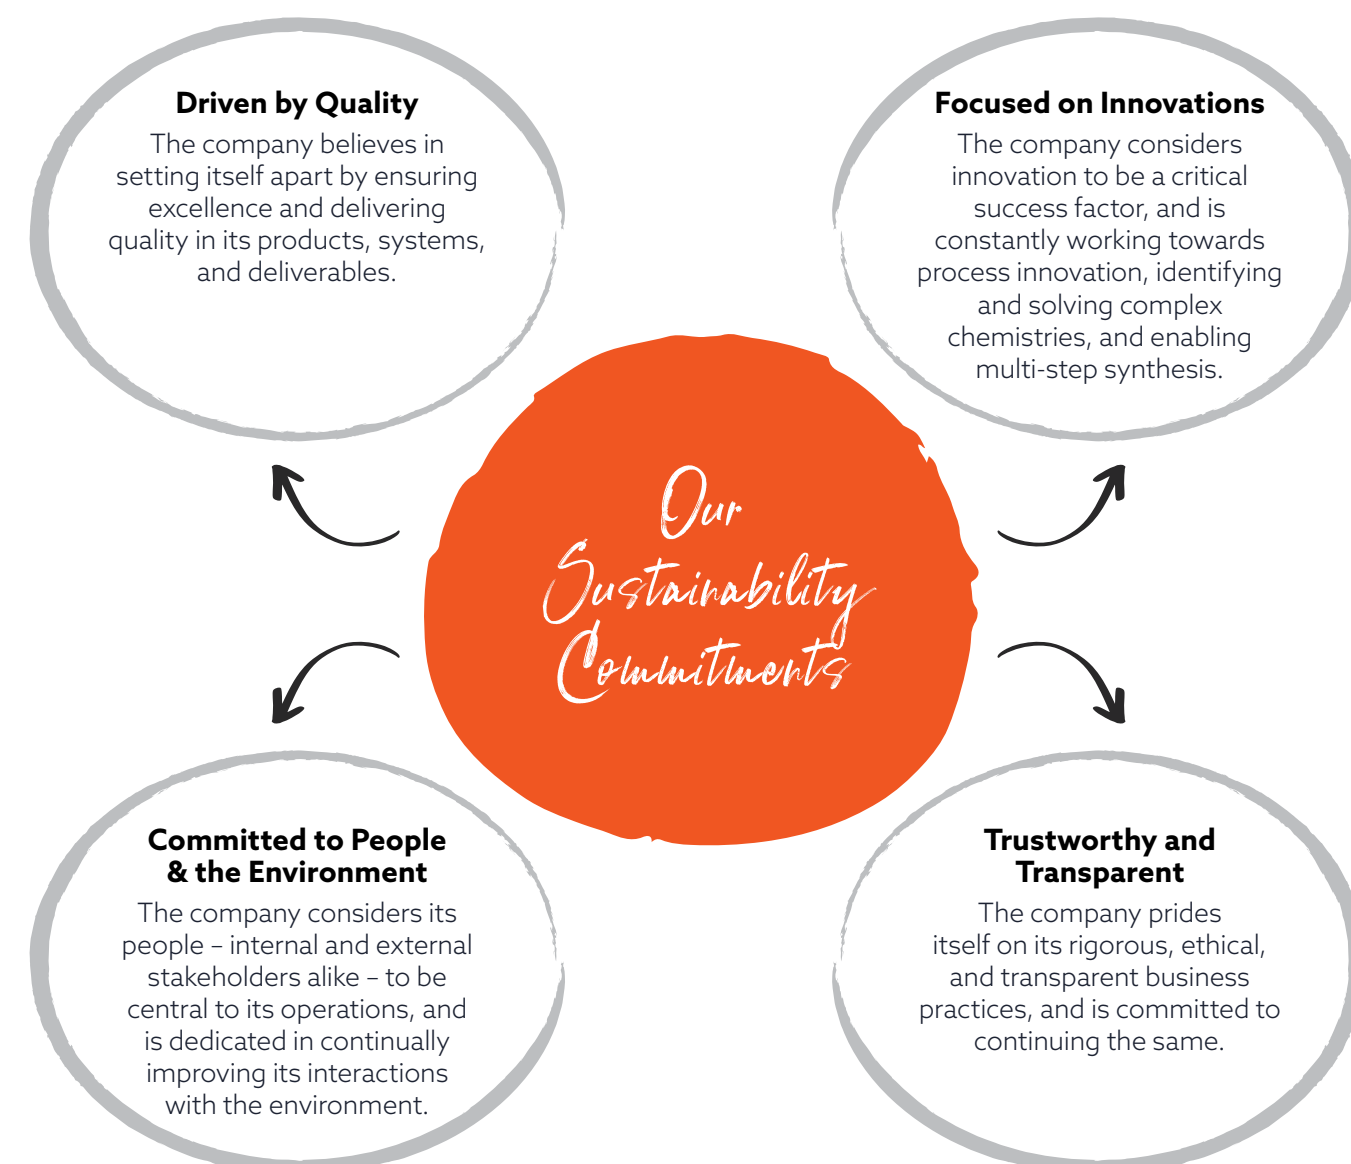 Driven by Quality
The company believes in
setting itself apart by ensuring
excellence and delivering
quality in its products, systems,
and deliverables.
Focused on Innovations
The company considers
innovation to be a critical
success factor, and is
constantly working towards
process innovation, identifying
and solving complex
chemistries, and enabling
multi-step synthesis.
Our
Sustainability
Commitments
Committed to People
& the Environment
The company considers its
people – internal and external
stakeholders alike – to be
central to its operations, and
is dedicated in continually
improving its interactions
with the environment.
Trustworthy and
Transparent
The company prides
itself on its rigorous, ethical,
and transparent business
practices, and is committed to
continuing the same.